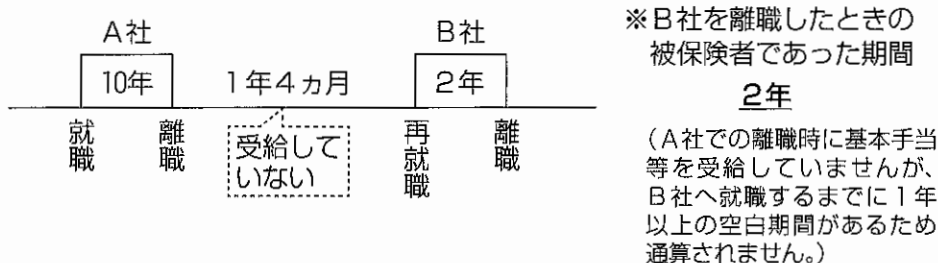 A社
10年
就職
離職
1年4ヵ月
受給して
いない
B社
2年
再就職
離職
※B社を離職したときの
被保険者であった期間
2年
（A社での離職時に基本手当
等を受給していませんが、
B社へ就職するまでに1年
以上の空白期間があるため
通算されません。）